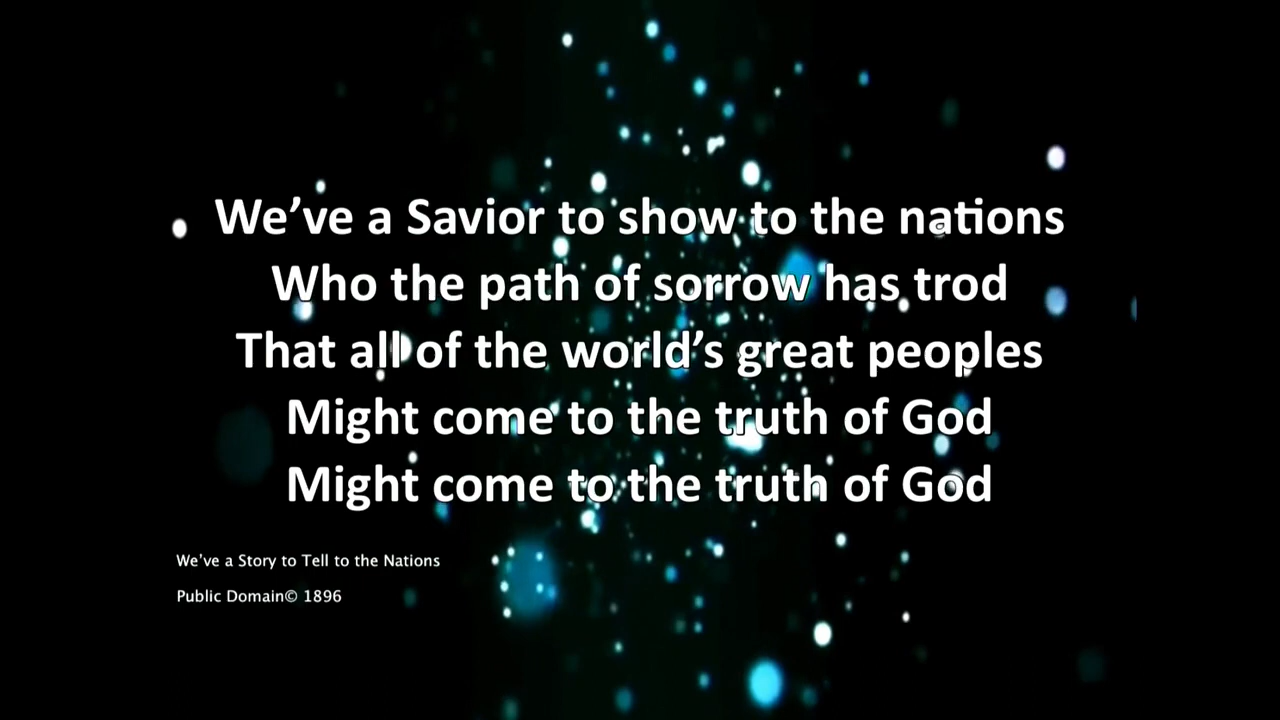 We’ve a Savior to show to the nations
Who the path of sorrow has trod
That all of the world’s great peoples
Might come to the truth of God
Might come to the truth of God
We’ve a Story to Tell to the Nations
Public Domain© 1896